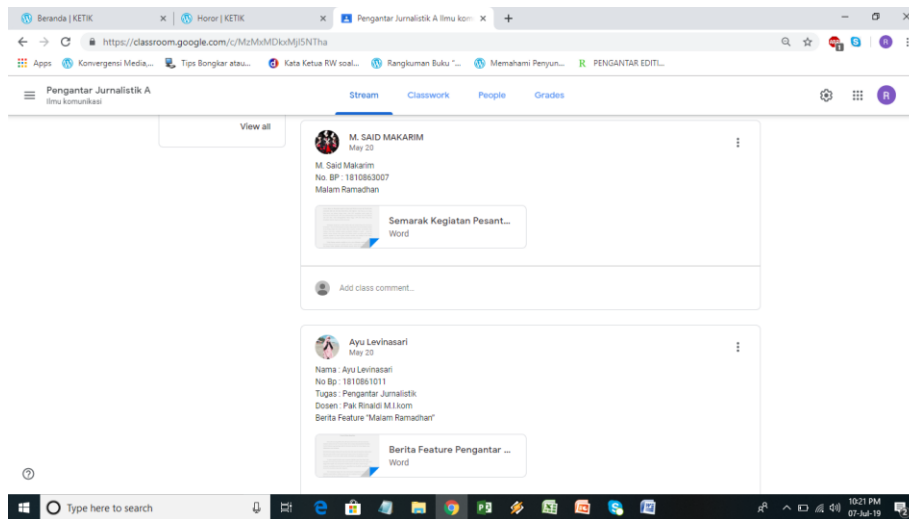 Beranda | KETIK
Horor | KETIK
Pengantar Jurnalistik A Ilmu kom
https://classroom.google.com/c/MzMxMDkxMjI5NTha
Apps
Konvergensi Media,...
Tips Bongkar atau...
Kata Ketua RW soal...
Rangkuman Buku "...
Memahami Penyun...
PENGANTAR EDITI...
Pengantar Jurnalistik A
Ilmu komunikasi
Stream
Classwork
People
Grades
R
View all
M. SAID MAKARIM
May 20
M. Said Makarim
No. BP : 1810863007
Malam Ramadhan
Semarak Kegiatan Pesant...
Word
Add class comment...
Ayu Levinasari
May 20
Nama : Ayu Levinasari
No Bp : 1810861011
Tugas : Pengantar Jurnalistik
Dosen : Pak Rinaldi M.I.kom
Berita Feature "Malam Ramadhan"
Berita Feature Pengantar ...
Word
Type here to search
10:21 PM
07-Jul-19